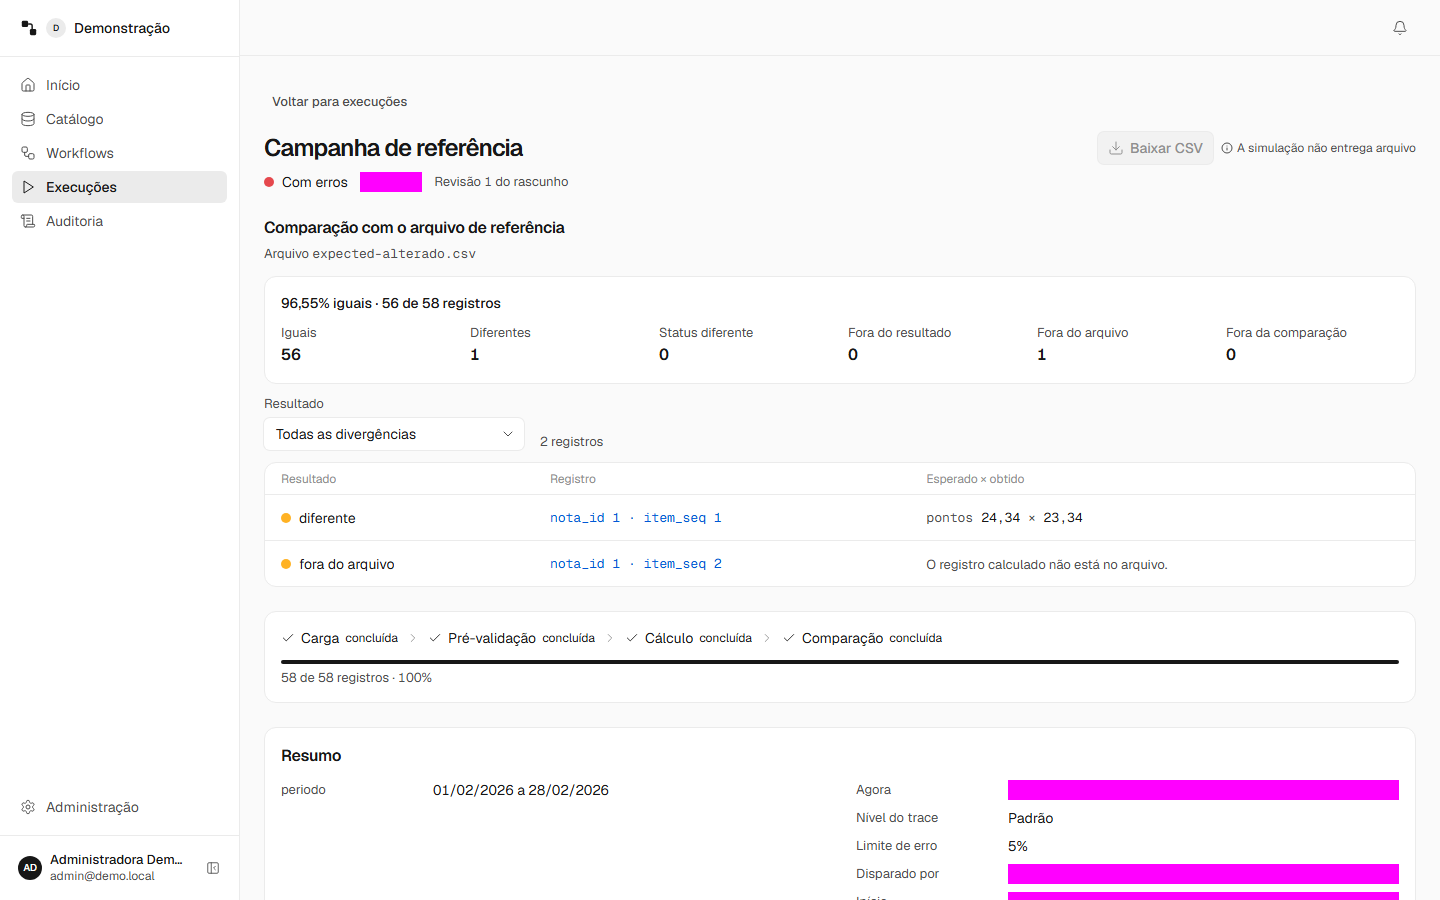 D Demonstração
Início
Catálogo
Workflows
Execuções
Auditoria
Administração
AD Administradora Dem...
admin@demo.local
Voltar para execuções
Campanha de referência
Baixar CSV
A simulação não entrega arquivo
Com erros
Revisão 1 do rascunho
Comparação com o arquivo de referência
Arquivo expected-alterado.csv
96,55% iguais · 56 de 58 registros
Iguais Diferentes Status diferente Fora do resultado Fora do arquivo Fora da comparação
56 1 0 0 1 0
Resultado
Todas as divergências
2 registros
Resultado Registro Esperado × obtido
diferente nota_id 1 · item_seq 1 pontos 24,34 × 23,34
fora do arquivo nota_id 1 · item_seq 2 O registro calculado não está no arquivo.
Carga concluída Pré-validação concluída Cálculo concluída Comparação concluída
58 de 58 registros · 100%
Resumo
periodo 01/02/2026 a 28/02/2026
Agora
Nível do trace Padrão
Limite de erro 5%
Disparado por